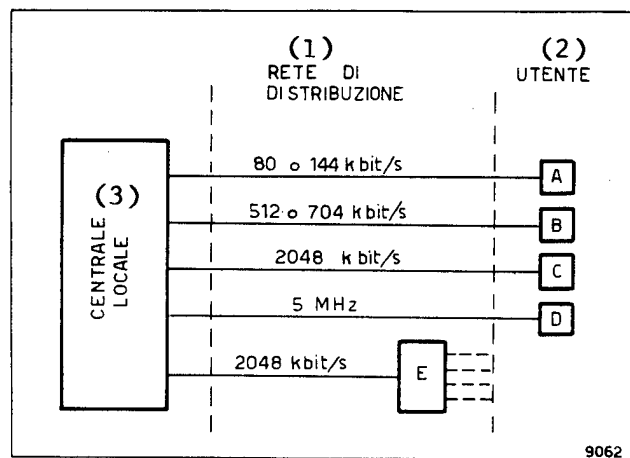 (1)
RETE DI
DISTRIBUZIONE
(2)
UTENTE
(3)
CENTRALE
LOCALE
80 o 144 kbit/s
A
512 o 704 kbit/s
B
2048 kbit/s
C
5 MHz
D
2048 kbit/s
E
9062